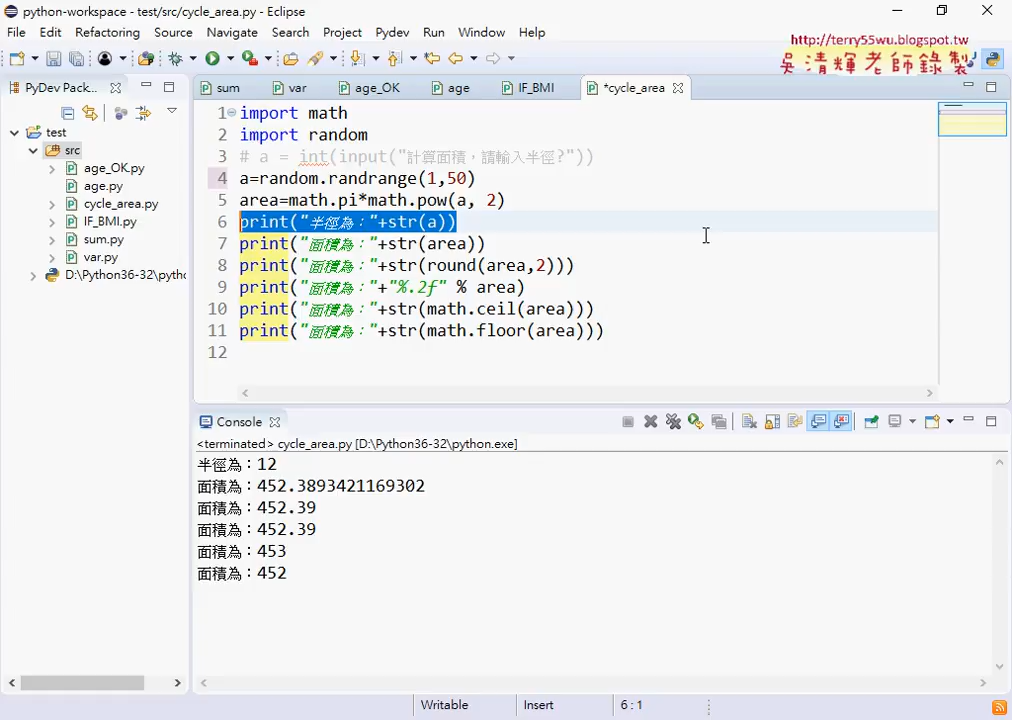 python-workspace - test/src/cycle_area.py - Eclipse
File Edit Refactoring Source Navigate Search Project Pydev Run Window Help
http://terry55wu.blogspot.tw
吳清輝老師錄製
PyDev Pack...
sum var age_OK age IF_BMI *cycle_area
test
src
age_OK.py
age.py
cycle_area.py
IF_BMI.py
sum.py
var.py
D:\Python36-32\pytho
1 import math
2 import random
3 # a = int(input("計算面積，請輸入半徑?"))
4 a=random.randrange(1,50)
5 area=math.pi*math.pow(a, 2)
6 print("半徑為："+str(a))
7 print("面積為："+str(area))
8 print("面積為："+str(round(area,2)))
9 print("面積為："+"%.2f" % area)
10 print("面積為："+str(math.ceil(area)))
11 print("面積為："+str(math.floor(area)))
12
Console
<terminated> cycle_area.py [D:\Python36-32\python.exe]
半徑為：12
面積為：452.3893421169302
面積為：452.39
面積為：452.39
面積為：453
面積為：452
Writable Insert 6 : 1